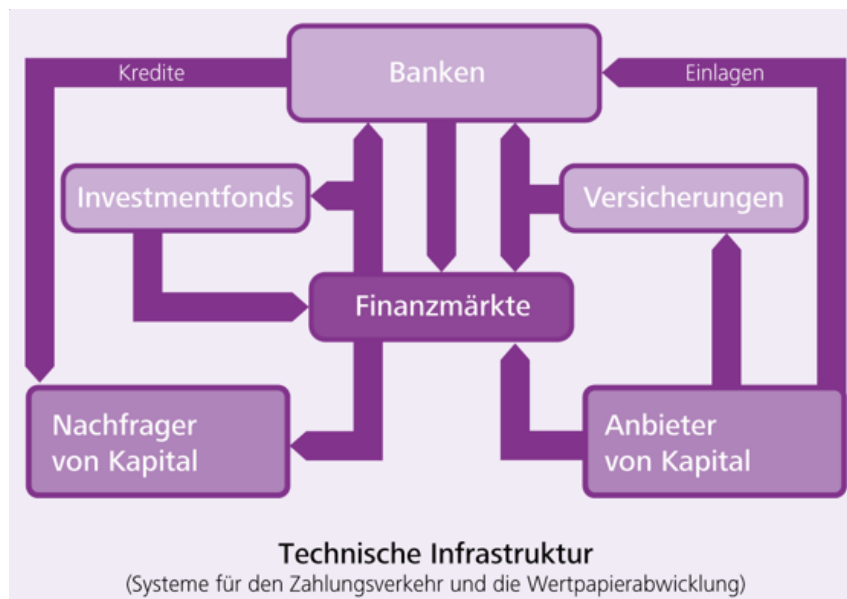 Kredite
Banken
Einlagen
Investmentfonds
Versicherungen
Finanzmärkte
Nachfrager
von Kapital
Anbieter
von Kapital
Technische Infrastruktur
(Systeme für den Zahlungsverkehr und die Wertpapierabwicklung)